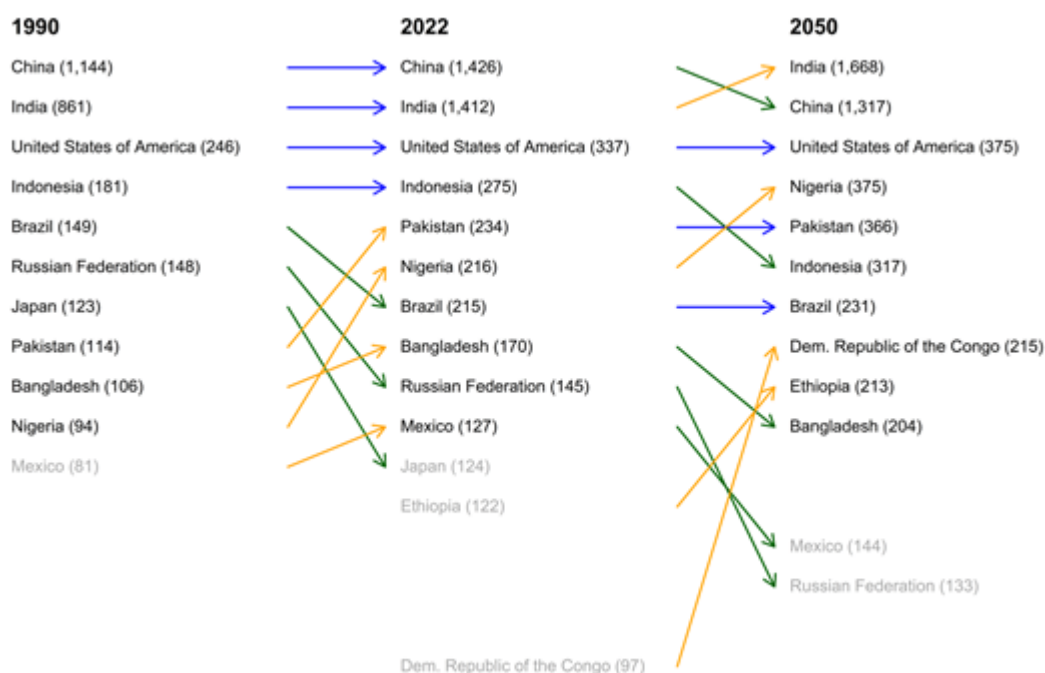 1990
China (1,144)
India (861)
United States of America (246)
Indonesia (181)
Brazil (149)
Russian Federation (148)
Japan (123)
Pakistan (114)
Bangladesh (106)
Nigeria (94)
Mexico (81)
2022
China (1,426)
India (1,412)
United States of America (337)
Indonesia (275)
Pakistan (234)
Nigeria (216)
Brazil (215)
Bangladesh (170)
Russian Federation (145)
Mexico (127)
Japan (124)
Ethiopia (122)
Dem. Republic of the Congo (97)
2050
India (1,668)
China (1,317)
United States of America (375)
Nigeria (375)
Pakistan (366)
Indonesia (317)
Brazil (231)
Dem. Republic of the Congo (215)
Ethiopia (213)
Bangladesh (204)
Mexico (144)
Russian Federation (133)